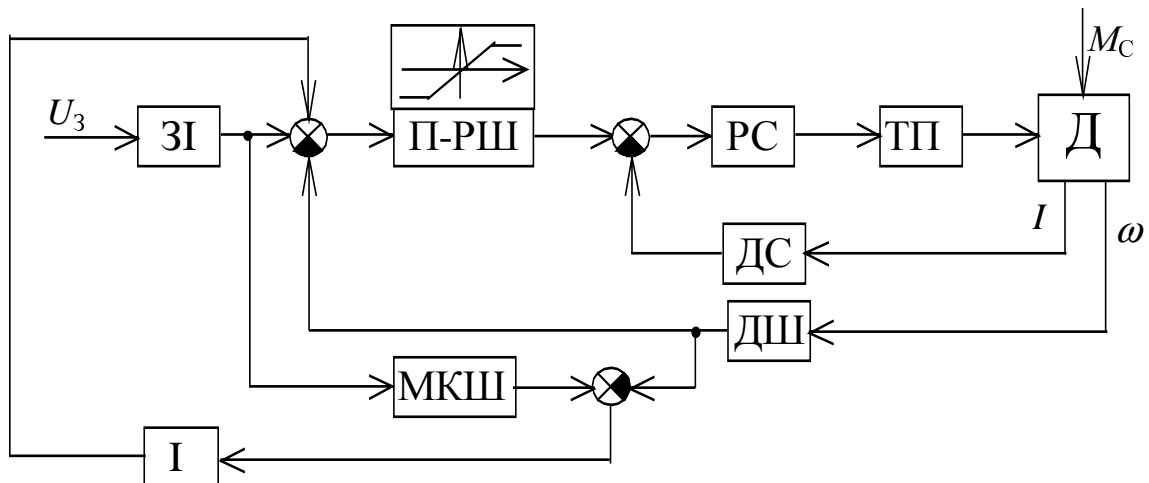 M_C
U_З
ЗІ
П-РШ
РС
ТП
Д
I
ω
ДС
ДШ
МКШ
І